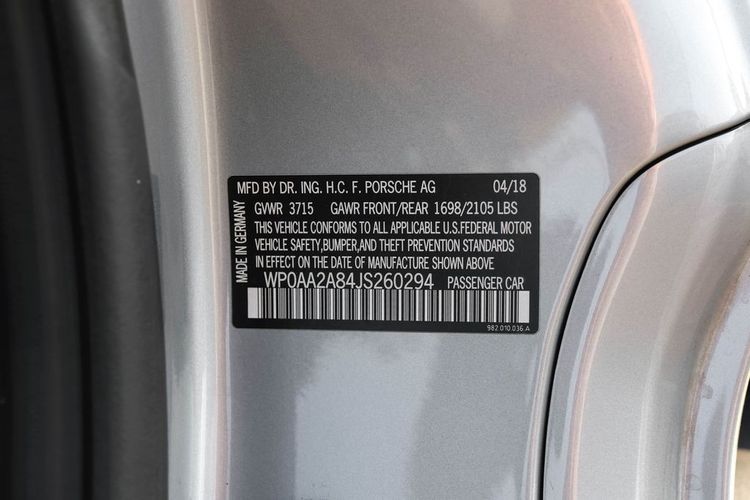 MADE IN GERMANY
MFD BY DR. ING. H.C. F. PORSCHE AG 04/18
GVWR 3715 GAWR FRONT/REAR 1698/2105 LBS
THIS VEHICLE CONFORMS TO ALL APPLICABLE U.S.FEDERAL MOTOR
VEHICLE SAFETY,BUMPER,AND THEFT PREVENTION STANDARDS
IN EFFECT ON THE DATE OF MANUFACTURE SHOWN ABOVE
WP0AA2A84JS260294 PASSENGER CAR
982.010.036.A